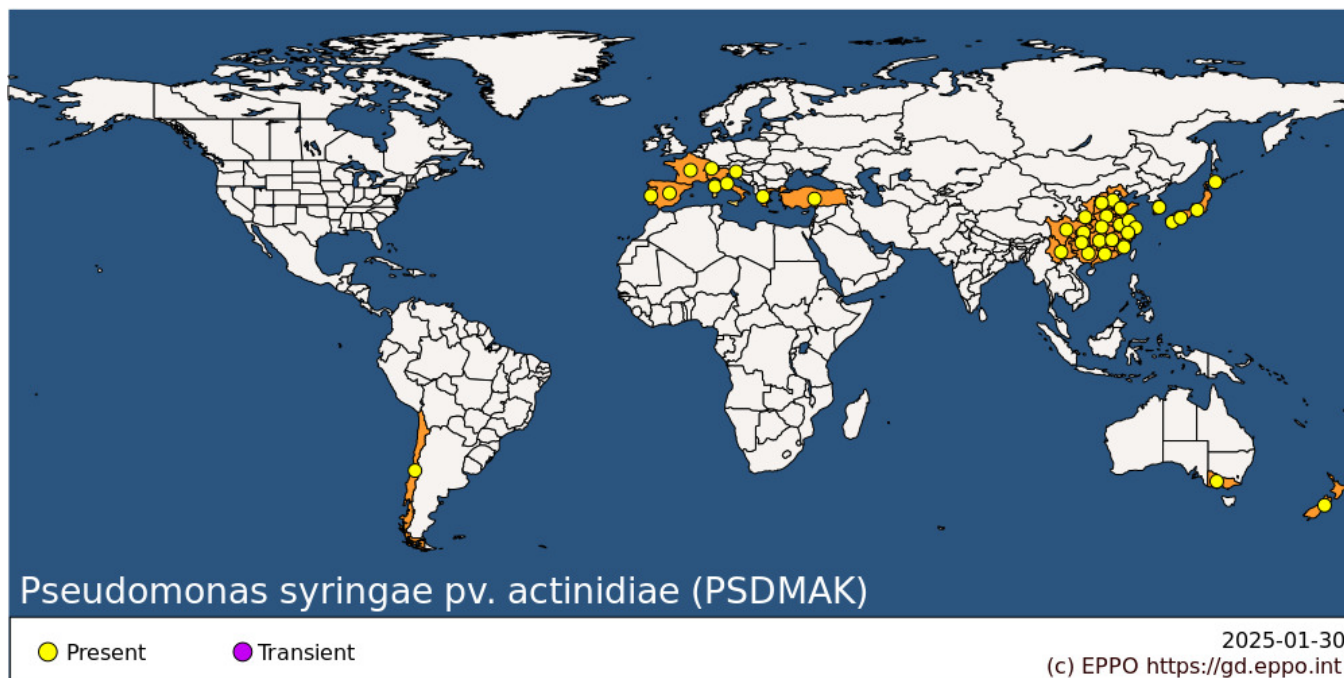 Pseudomonas syringae pv. actinidiae (PSDMAK)
Present
Transient
2025-01-30
(c) EPPO https://gd.eppo.int